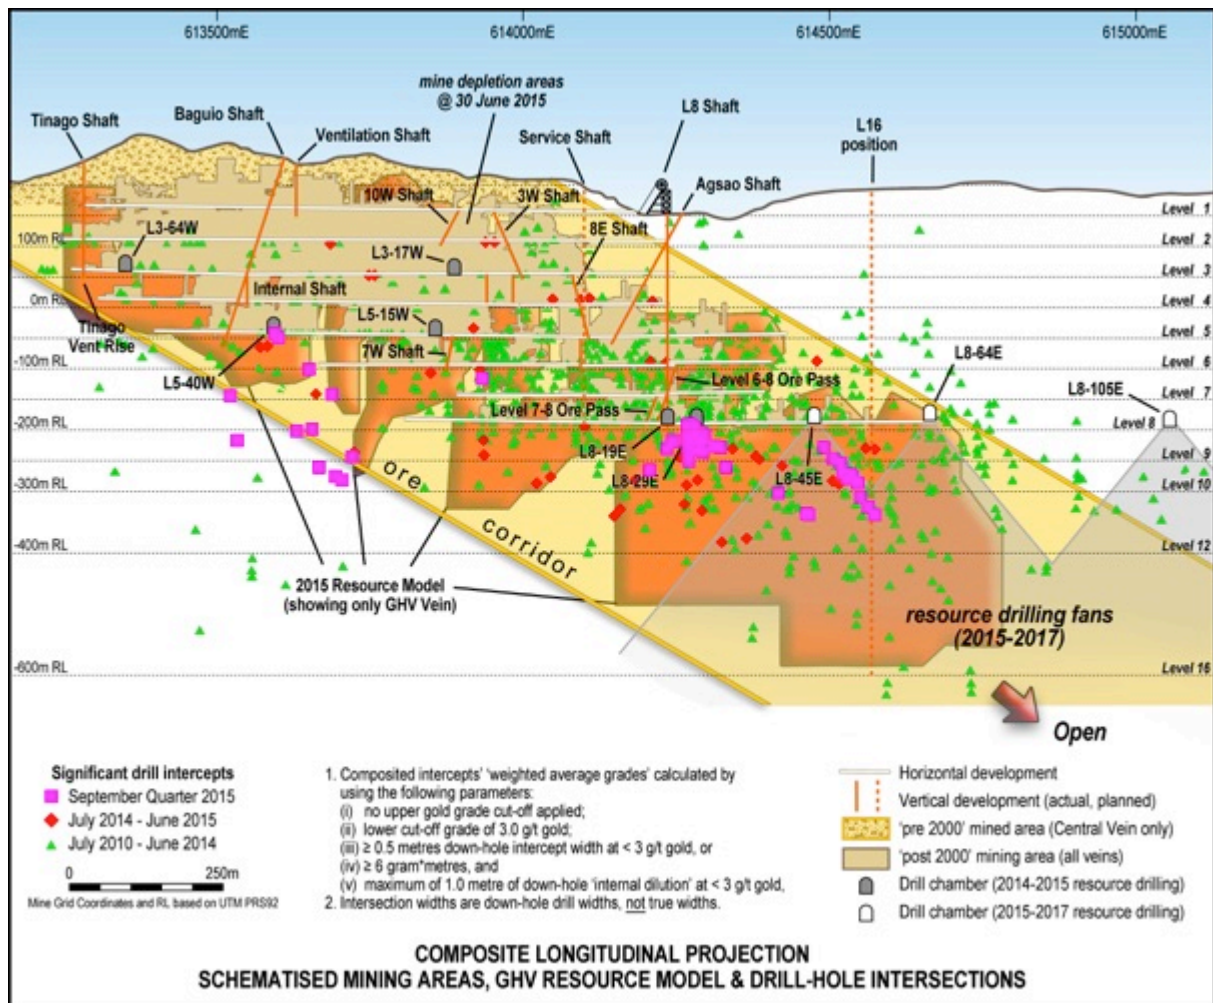 613500mE
614000mE
614500mE
615000mE
mine depletion areas
@ 30 June 2015
Tinago Shaft
Baguio Shaft
Ventilation Shaft
Service Shaft
L8 Shaft
L16
position
10W Shaft
3W Shaft
Agsao Shaft
8E Shaft
Level 1
Level 2
Level 3
Level 4
Level 5
Level 6
Level 7
Level 8
Level 9
Level 10
Level 12
Level 16
100m RL
0m RL
-100m RL
-200m RL
-300m RL
-400m RL
-600m RL
L3-64W
L3-17W
Internal Shaft
L5-15W
Tinago
Vent Rise
7W Shaft
L5-40W
Level 6-8 Ore Pass
L8-64E
L8-105E
Level 7-8 Ore Pass
L8-19E
L8-29E
L8-45E
ore
corridor
2015 Resource Model
(showing only GHV Vein)
resource drilling fans
(2015-2017)
Open
Significant drill intercepts
September Quarter 2015
July 2014 - June 2015
July 2010 - June 2014
0 250m
Mine Grid Coordinates and RL based on UTM PRS92
1. Composited intercepts' 'weighted average grades' calculated by
using the following parameters:
(i) no upper gold grade cut-off applied;
(ii) lower cut-off grade of 3.0 g/t gold;
(iii) ≥ 0.5 metres down-hole intercept width at < 3 g/t gold, or
(iv) ≥ 6 gram*metres, and
(v) maximum of 1.0 metre of down-hole 'internal dilution' at < 3 g/t gold,
2. Intersection widths are down-hole drill widths, not true widths.
Horizontal development
Vertical development (actual, planned)
'pre 2000' mined area (Central Vein only)
'post 2000' mining area (all veins)
Drill chamber (2014-2015 resource drilling)
Drill chamber (2015-2017 resource drilling)
COMPOSITE LONGITUDINAL PROJECTION
SCHEMATISED MINING AREAS, GHV RESOURCE MODEL & DRILL-HOLE INTERSECTIONS